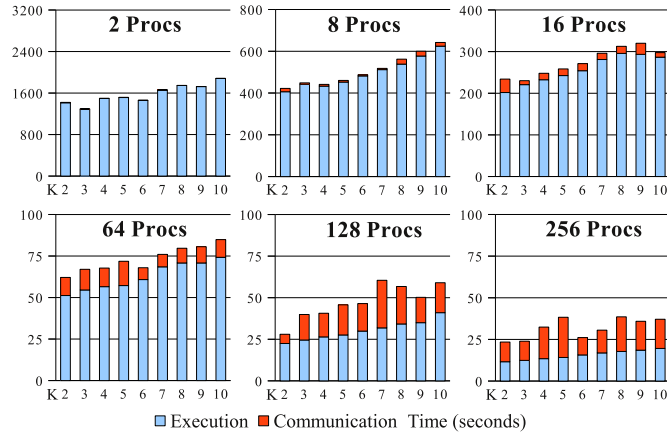 2 Procs
3200
2400
1600
800
0
K 2 3 4 5 6 7 8 9 10
8 Procs
800
600
400
200
0
K 2 3 4 5 6 7 8 9 10
16 Procs
400
300
200
100
0
K 2 3 4 5 6 7 8 9 10
64 Procs
100
75
50
25
0
K 2 3 4 5 6 7 8 9 10
128 Procs
100
75
50
25
0
K 2 3 4 5 6 7 8 9 10
256 Procs
100
75
50
25
0
K 2 3 4 5 6 7 8 9 10
Execution Communication Time (seconds)